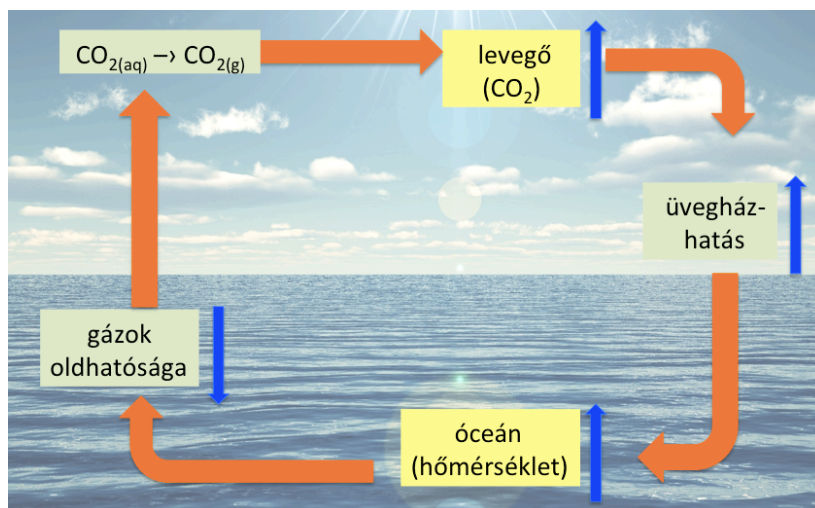 CO₂(aq) –> CO₂(g)
levegő
(CO₂)
üvegház-
hatás
gázok
oldhatósága
óceán
(hőmérséklet)